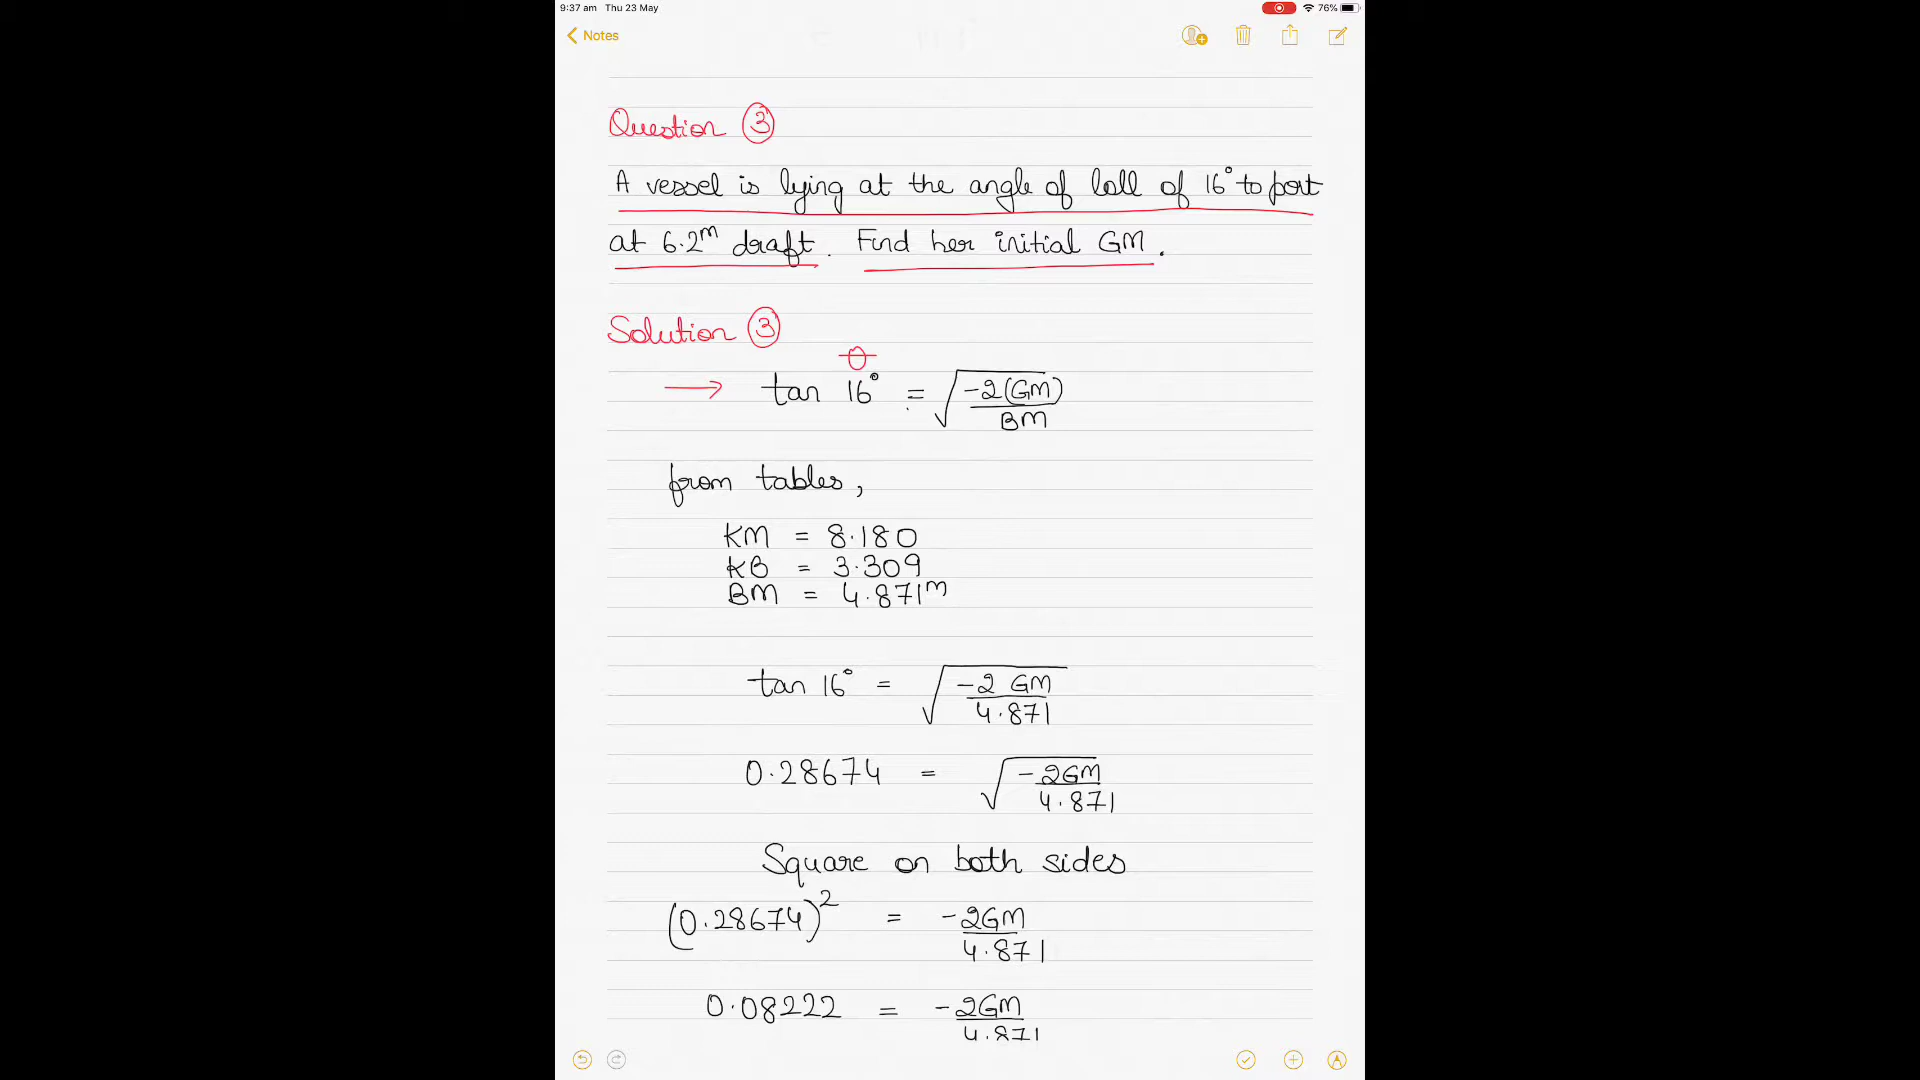 9:37 am Thu 23 May
76%
Notes
Question 3
A vessel is lying at the angle of loll of 16° to port
at 6.2m draft. Find her initial GM.
Solution 3
θ
→ tan 16° = √(-2(GM)/BM)
from tables,
KM = 8.180
KB = 3.309
BM = 4.871m
tan 16° = √(-2 GM/4.871)
0.28674 = √(-2GM/4.871)
Square on both sides
(0.28674)² = -2GM/4.871
0.08222 = -2GM/4.871